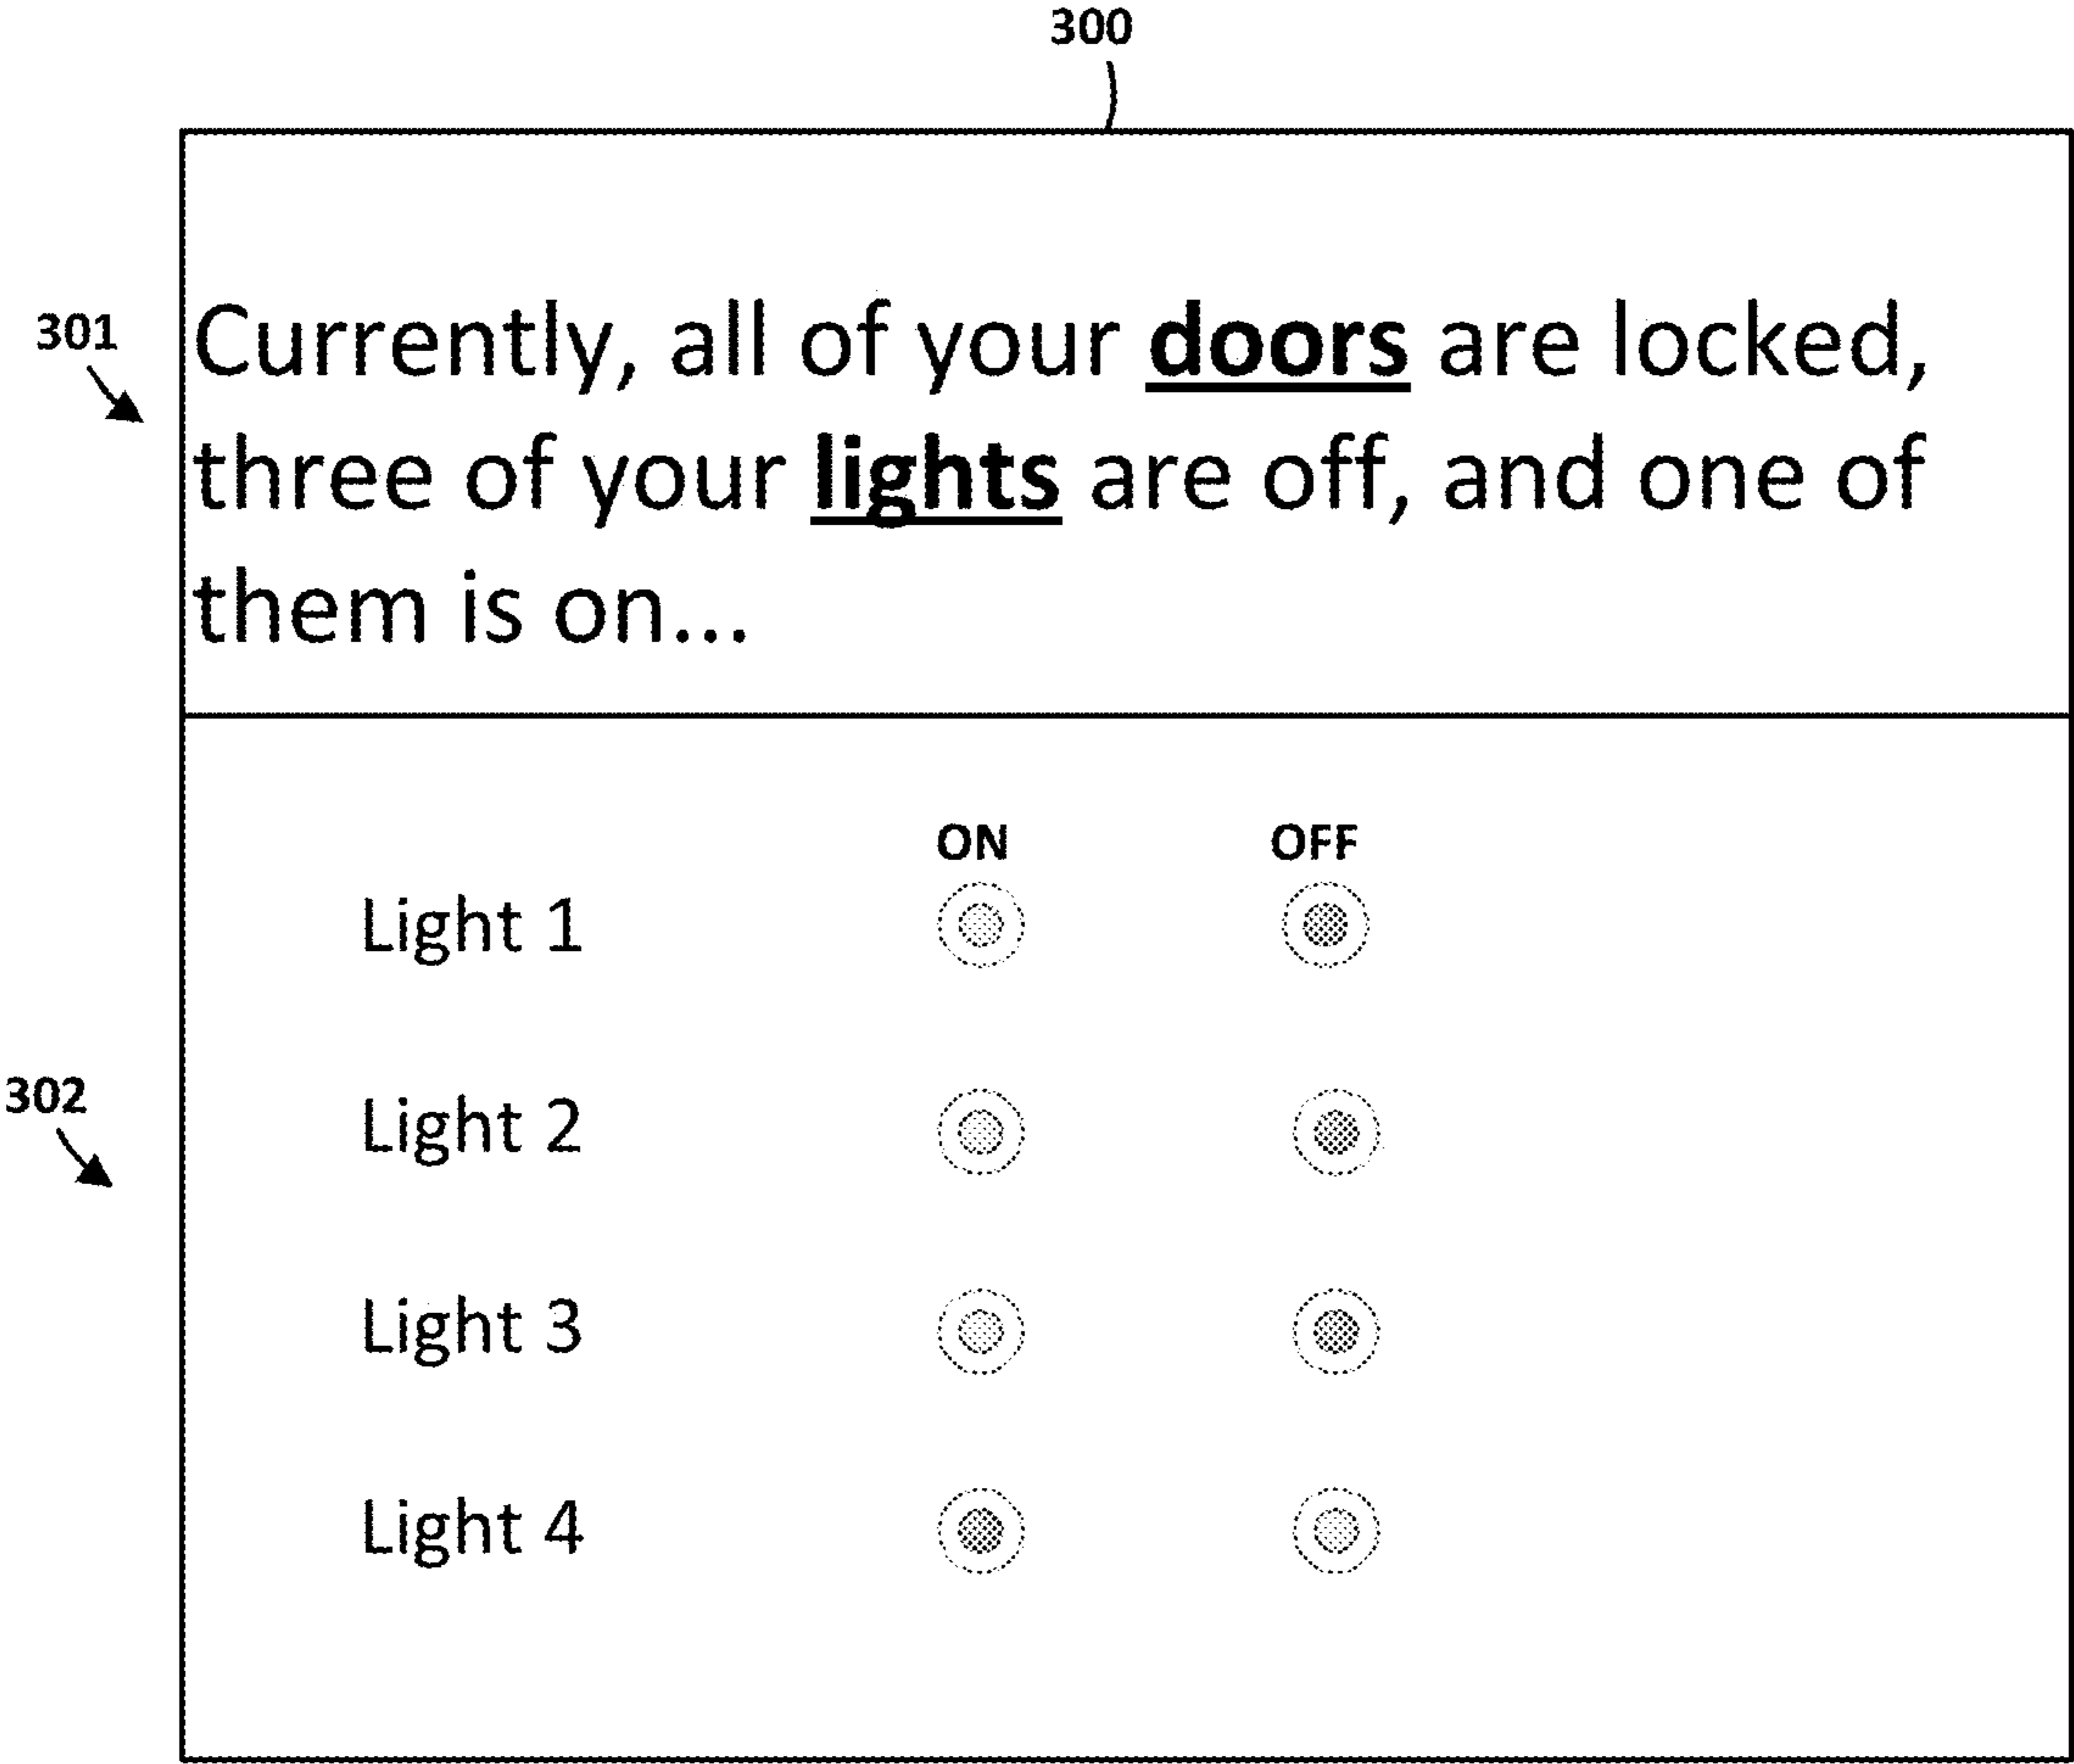 300
301
Currently, all of your doors are locked,
three of your lights are off, and one of
them is on...
ON OFF
Light 1
302
Light 2
Light 3
Light 4